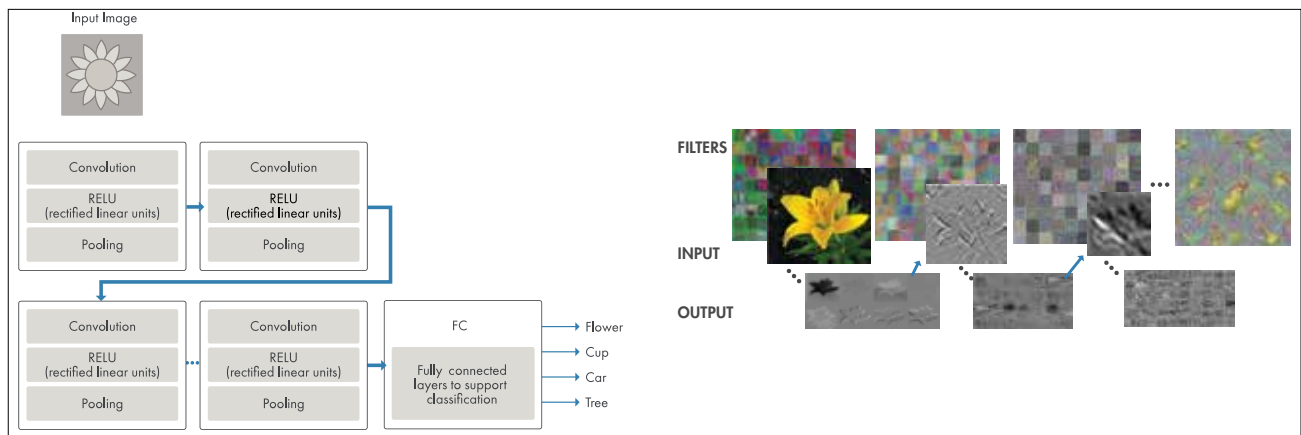 Input Image
Convolution
RELU
(rectified linear units)
Pooling
Convolution
RELU
(rectified linear units)
Pooling
Convolution
RELU
(rectified linear units)
Pooling
Convolution
RELU
(rectified linear units)
Pooling
FC
Fully connected
layers to support
classification
Flower
Cup
Car
Tree
FILTERS
INPUT
OUTPUT